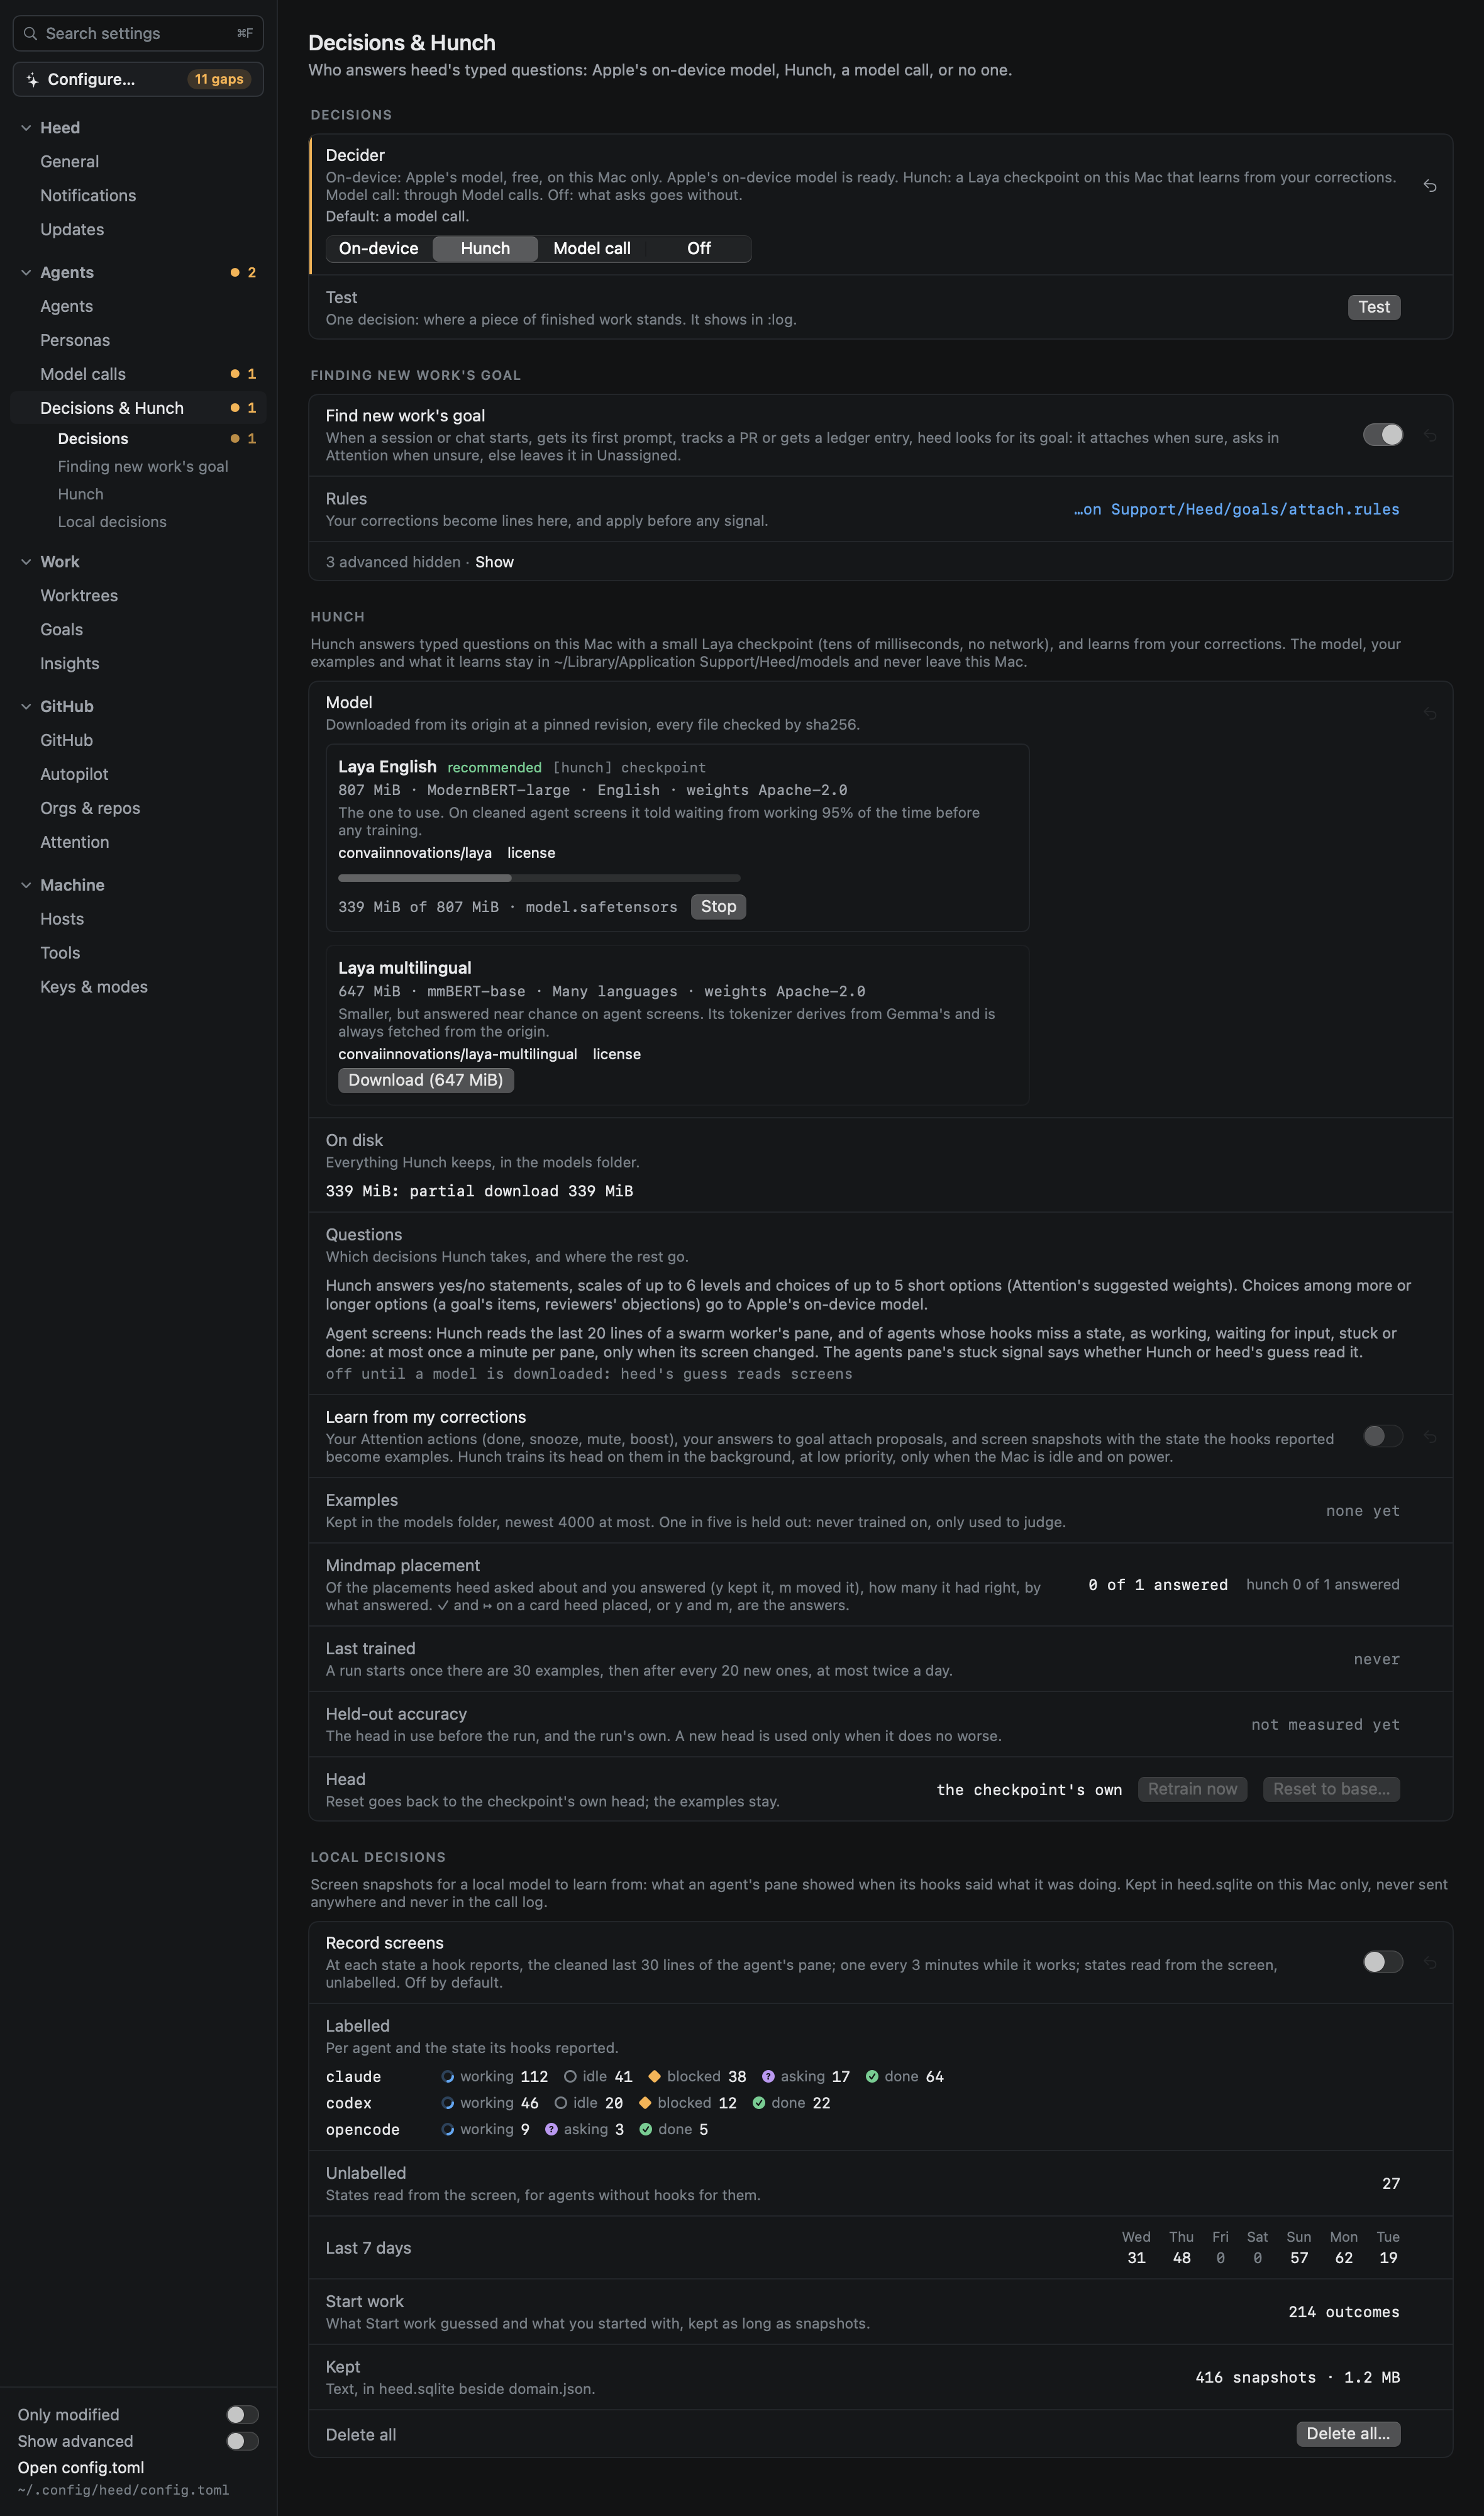 Search settings ⌘F
Configure... 11 gaps
Heed
General
Notifications
Updates
Agents 2
Agents
Personas
Model calls 1
Decisions & Hunch 1
Decisions 1
Finding new work's goal
Hunch
Local decisions
Work
Worktrees
Goals
Insights
GitHub
GitHub
Autopilot
Orgs & repos
Attention
Machine
Hosts
Tools
Keys & modes
Only modified
Show advanced
Open config.toml
~/.config/heed/config.toml
Decisions & Hunch
Who answers heed's typed questions: Apple's on-device model, Hunch, a model call, or no one.
DECISIONS
Decider
On-device: Apple's model, free, on this Mac only. Apple's on-device model is ready. Hunch: a Laya checkpoint on this Mac that learns from your corrections.
Model call: through Model calls. Off: what asks goes without.
Default: a model call.
On-device Hunch Model call Off
Test
One decision: where a piece of finished work stands. It shows in :log.
Test
FINDING NEW WORK'S GOAL
Find new work's goal
When a session or chat starts, gets its first prompt, tracks a PR or gets a ledger entry, heed looks for its goal: it attaches when sure, asks in
Attention when unsure, else leaves it in Unassigned.
Rules
Your corrections become lines here, and apply before any signal.
…on Support/Heed/goals/attach.rules
3 advanced hidden · Show
HUNCH
Hunch answers typed questions on this Mac with a small Laya checkpoint (tens of milliseconds, no network), and learns from your corrections. The model, your
examples and what it learns stay in ~/Library/Application Support/Heed/models and never leave this Mac.
Model
Downloaded from its origin at a pinned revision, every file checked by sha256.
Laya English recommended [hunch] checkpoint
807 MiB · ModernBERT-large · English · weights Apache-2.0
The one to use. On cleaned agent screens it told waiting from working 95% of the time before
any training.
convaiinnovations/laya license
339 MiB of 807 MiB · model.safetensors Stop
Laya multilingual
647 MiB · mmBERT-base · Many languages · weights Apache-2.0
Smaller, but answered near chance on agent screens. Its tokenizer derives from Gemma's and is
always fetched from the origin.
convaiinnovations/laya-multilingual license
Download (647 MiB)
On disk
Everything Hunch keeps, in the models folder.
339 MiB: partial download 339 MiB
Questions
Which decisions Hunch takes, and where the rest go.
Hunch answers yes/no statements, scales of up to 6 levels and choices of up to 5 short options (Attention's suggested weights). Choices among more or
longer options (a goal's items, reviewers' objections) go to Apple's on-device model.
Agent screens: Hunch reads the last 20 lines of a swarm worker's pane, and of agents whose hooks miss a state, as working, waiting for input, stuck or
done: at most once a minute per pane, only when its screen changed. The agents pane's stuck signal says whether Hunch or heed's guess read it.
off until a model is downloaded: heed's guess reads screens
Learn from my corrections
Your Attention actions (done, snooze, mute, boost), your answers to goal attach proposals, and screen snapshots with the state the hooks reported
become examples. Hunch trains its head on them in the background, at low priority, only when the Mac is idle and on power.
Examples
Kept in the models folder, newest 4000 at most. One in five is held out: never trained on, only used to judge.
none yet
Mindmap placement
Of the placements heed asked about and you answered (y kept it, m moved it), how many it had right, by
what answered. ✓ and ↦ on a card heed placed, or y and m, are the answers.
0 of 1 answered hunch 0 of 1 answered
Last trained
A run starts once there are 30 examples, then after every 20 new ones, at most twice a day.
never
Held-out accuracy
The head in use before the run, and the run's own. A new head is used only when it does no worse.
not measured yet
Head
Reset goes back to the checkpoint's own head; the examples stay.
the checkpoint's own Retrain now Reset to base...
LOCAL DECISIONS
Screen snapshots for a local model to learn from: what an agent's pane showed when its hooks said what it was doing. Kept in heed.sqlite on this Mac only, never sent
anywhere and never in the call log.
Record screens
At each state a hook reports, the cleaned last 30 lines of the agent's pane; one every 3 minutes while it works; states read from the screen,
unlabelled. Off by default.
Labelled
Per agent and the state its hooks reported.
claude working 112 idle 41 blocked 38 asking 17 done 64
codex working 46 idle 20 blocked 12 done 22
opencode working 9 asking 3 done 5
Unlabelled
States read from the screen, for agents without hooks for them.
27
Last 7 days
Wed Thu Fri Sat Sun Mon Tue
31 48 0 0 57 62 19
Start work
What Start work guessed and what you started with, kept as long as snapshots.
214 outcomes
Kept
Text, in heed.sqlite beside domain.json.
416 snapshots · 1.2 MB
Delete all
Delete all...